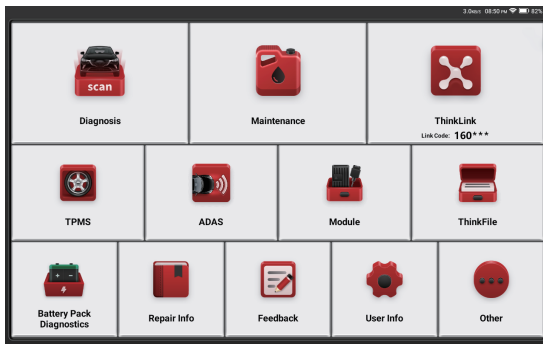 3.0KB/S 08:50 PM 82%
scan
Diagnosis
Maintenance
ThinkLink
Link Code: 160***
TPMS
ADAS
Module
ThinkFile
Battery Pack
Diagnostics
Repair Info
Feedback
User Info
Other